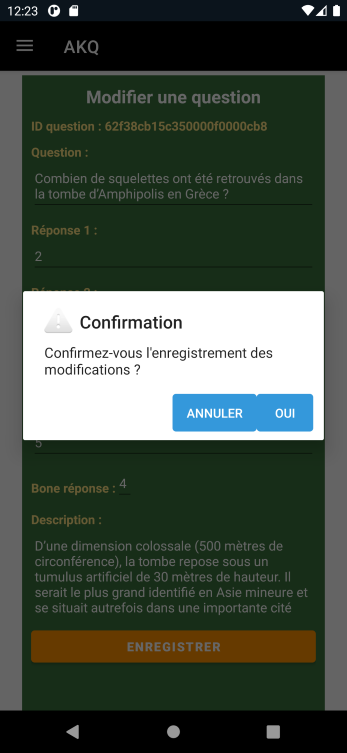 12:23
AKQ
Modifier une question
ID question : 62f38cb15c350000f0000cb8
Question :
Combien de squelettes ont été retrouvés dans
la tombe d'Amphipolis en Grèce ?
Réponse 1 :
2
Confirmation
Confirmez-vous l'enregistrement des
modifications ?
ANNULER OUI
5
Bone réponse : 4
Description :
D'une dimension colossale (500 mètres de
circonférence), la tombe repose sous un
tumulus artificiel de 30 mètres de hauteur. Il
serait le plus grand identifié en Asie mineure et
se situait autrefois dans une importante cité
ENREGISTRER